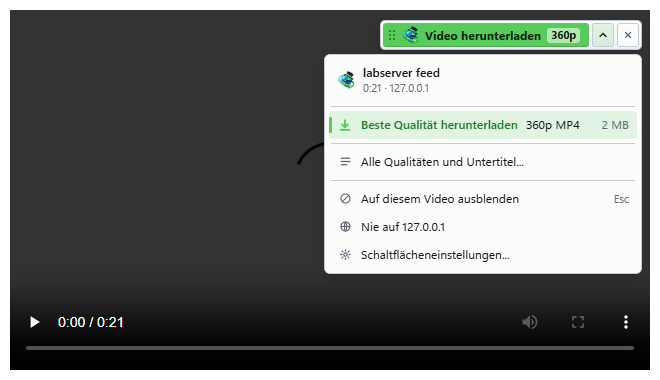 Video herunterladen 360p
labserver feed
0:21 · 127.0.0.1
Beste Qualität herunterladen 360p MP4 2 MB
Alle Qualitäten und Untertitel...
Auf diesem Video ausblenden Esc
Nie auf 127.0.0.1
Schaltflächeneinstellungen...
0:00 / 0:21